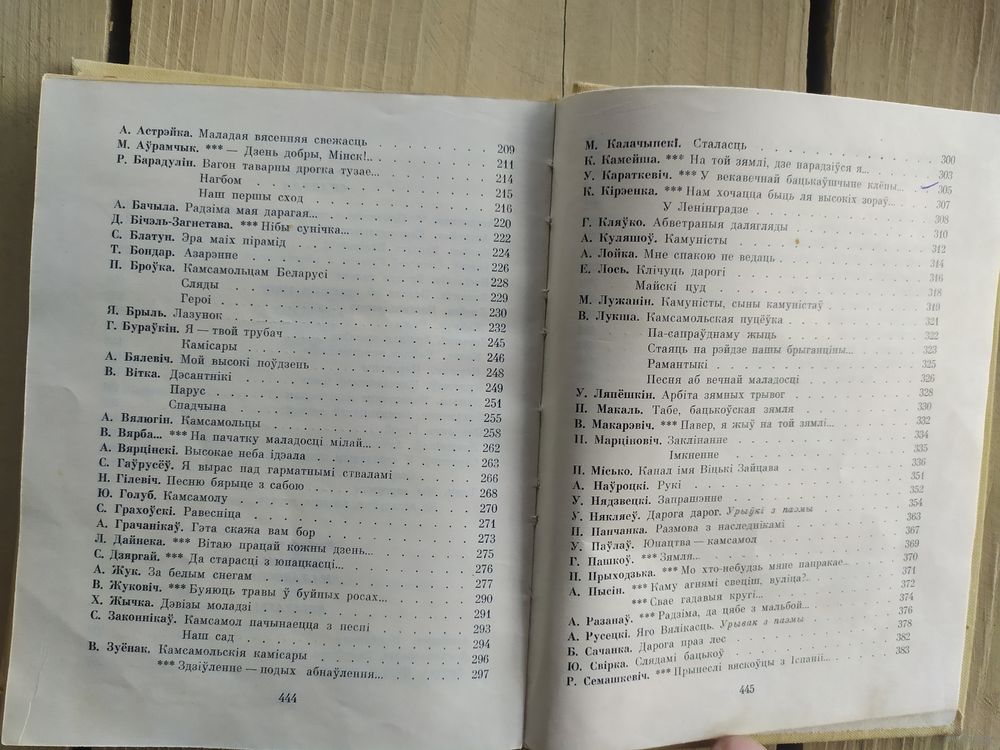 А. Астрэйка. Маладая вясенняя свежасць 209
М. Аўрамчык. *** — Дзень добры, Мінск!.. 211
Р. Барадулін. Вагон таварны дрогка тузае... 214
Нагбом 215
Наш першы сход 216
А. Бачыла. Радзіма мая дарагая... 220
Д. Бічэль-Загнетава. *** Нібы сунічка... 222
С. Блатун. Эра маіх пірамід 224
Т. Бондар. Азарэнне 226
П. Броўка. Камсамольцам Беларусі 228
Сляды 229
Героі 230
Я. Брыль. Лазунок 232
Г. Бураўкін. Я — твой трубач 245
Камісары 246
А. Бялевіч. Мой высокі поўдзень 248
В. Вітка. Дэсантнікі 249
Парус 251
Спадчына 255
А. Вялюгін. Камсамольцы 258
В. Вярба... *** На пачатку маладосці мілай... 262
А. Вярцінскі. Высокае неба ідэала 263
С. Гаўрусёў. Я вырас пад гарматнымі стваламі 266
Н. Гілевіч. Песню бярыце з сабою 268
Ю. Голуб. Камсамолу 270
С. Грахоўскі. Равесніца 271
А. Грачанікаў. Гэта скажа вам бор 273
Л. Дайнека. *** Вітаю працай кожны дзень... 275
С. Дзяргай. *** Да старасці з юнацкасці... 276
А. Жук. За белым снегам 277
В. Жуковіч. *** Буяюць травы ў буйных росах... 290
Х. Жычка. Дэвізы моладзі 291
С. Законнікаў. Камсамол пачынаецца з песні 293
Наш сад 294
В. Зуёнак. Камсамольскія камісары 296
*** Здзіўленне — подых абнаўлення... 297
444
М. Калачынскі. Сталасць 300
К. Камейша. *** На той зямлі, дзе нарадзіўся я... 303
У. Караткевіч. *** У векавечнай бацькаўшчыне клёны... 305
К. Кірэенка. *** Нам хочацца быць ля высокіх зораў... 307
У Ленінградзе 308
Г. Кляўко. Абветраныя далягляды 310
А. Куляшоў. Камуністы 312
А. Лойка. Мне спакою не ведаць 314
Е. Лось. Клічуць дарогі 316
Майскі цуд 318
М. Лужанін. Камуністы, сыны камуністаў 319
В. Лукша. Камсамольская пуцёўка 321
Па-сапраўднаму жыць 322
Стаяць на рэйдзе нашы брыганціны... 323
Рамантыкі 325
Песня аб вечнай маладосці 326
У. Ляпёшкін. Арбіта зямных трывог 328
П. Макаль. Табе, бацькоўская зямля 330
В. Макарэвіч. *** Павер, я жыў на той зямлі... 332
П. Марціновіч. Заклінанне 334
Імкненне 335
П. Місько. Канал імя Віцькі Зайцава 336
А. Наўроцкі. Рукі 351
У. Нядзвецкі. Запрашэнне 352
У. Някляеў. Дарога дарог. Урыўкі з паэмы 354
П. Панчанка. Размова з наследнікамі 363
У. Паўлаў. Юнацтва — камсамол 367
Г. Пашкоў. *** Зямля... 369
П. Прыходзька. *** Мо хто-небудзь мяне папракае... 370
А. Пысін. *** Каму агнямі свеціш, вуліца?.. 371
*** Свае гадавыя кругі... 372
А. Разанаў. *** Радзіма, да цябе з мальбой... 374
А. Русецкі. Яго Вялікасць. Урывак з паэмы 376
Б. Сачанка. Дарога праз лес 378
Ю. Свірка. Слядамі бацькоў 382
Р. Семашкевіч. *** Прынеслі вяскоўцы з Іспаніі... 383
445